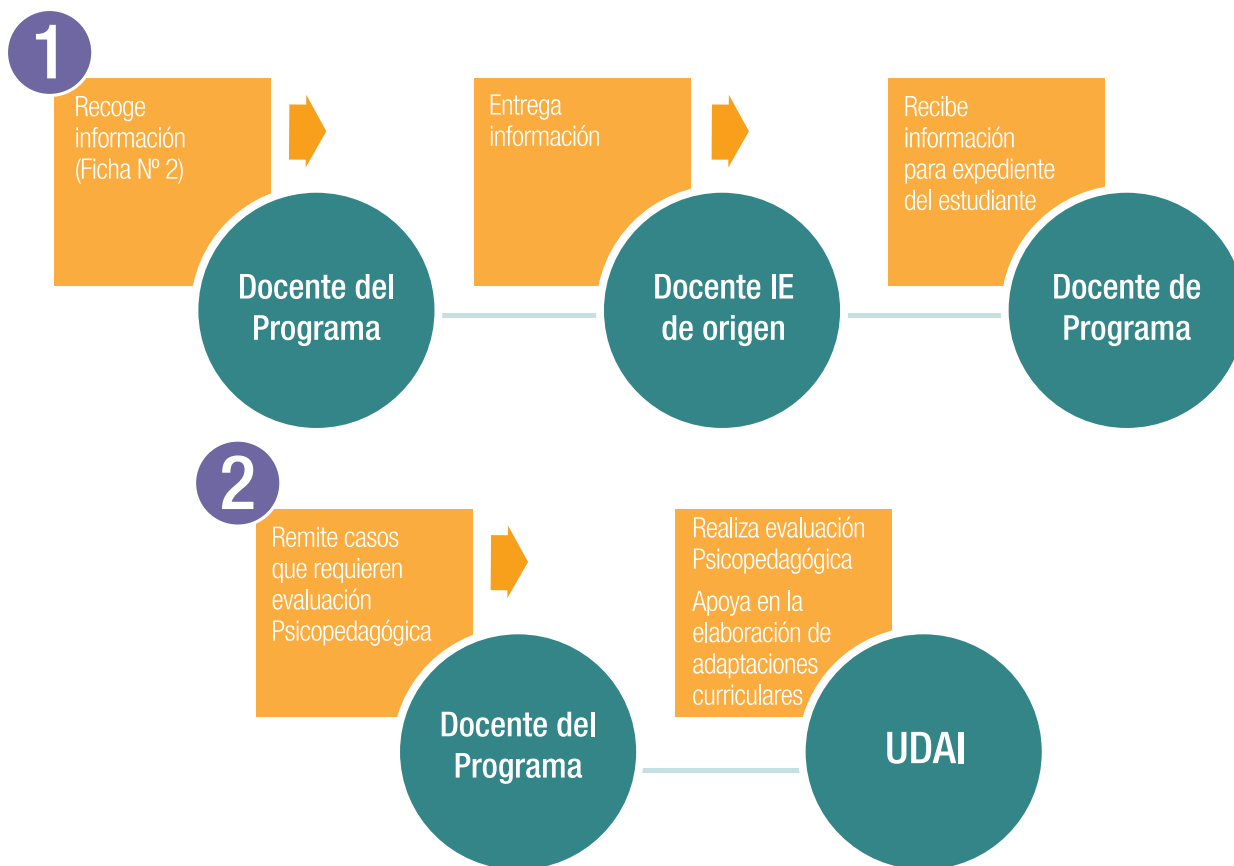 1
Recoge
información
(Ficha Nº 2)
Docente del
Programa
Entrega
información
Docente IE
de origen
Recibe
información
para expediente
del estudiante
Docente de
Programa
2
Remite casos
que requieren
evaluación
Psicopedagógica
Docente del
Programa
Realiza evaluación
Psicopedagógica
Apoya en la
elaboración de
adaptaciones
curriculares
UDAI